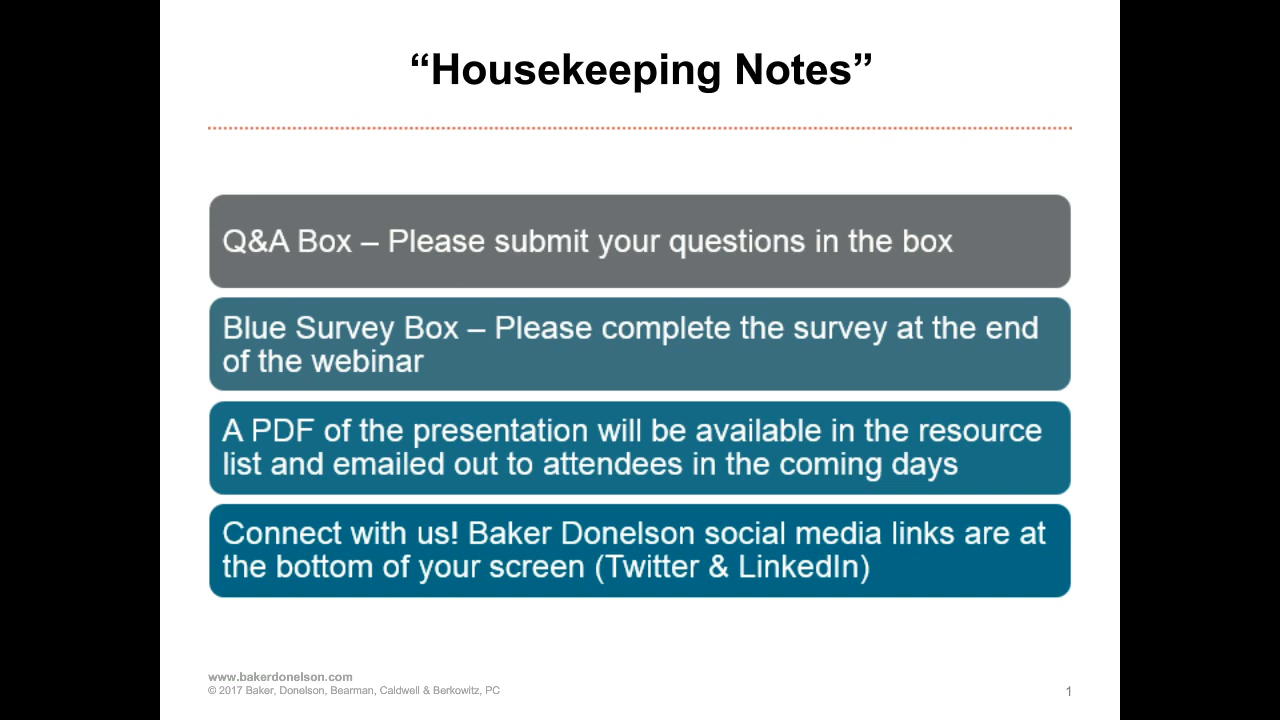 “Housekeeping Notes”
Q&A Box – Please submit your questions in the box
Blue Survey Box – Please complete the survey at the end
of the webinar
A PDF of the presentation will be available in the resource
list and emailed out to attendees in the coming days
Connect with us! Baker Donelson social media links are at
the bottom of your screen (Twitter & LinkedIn)
www.bakerdonelson.com
© 2017 Baker, Donelson, Bearman, Caldwell & Berkowitz, PC
1